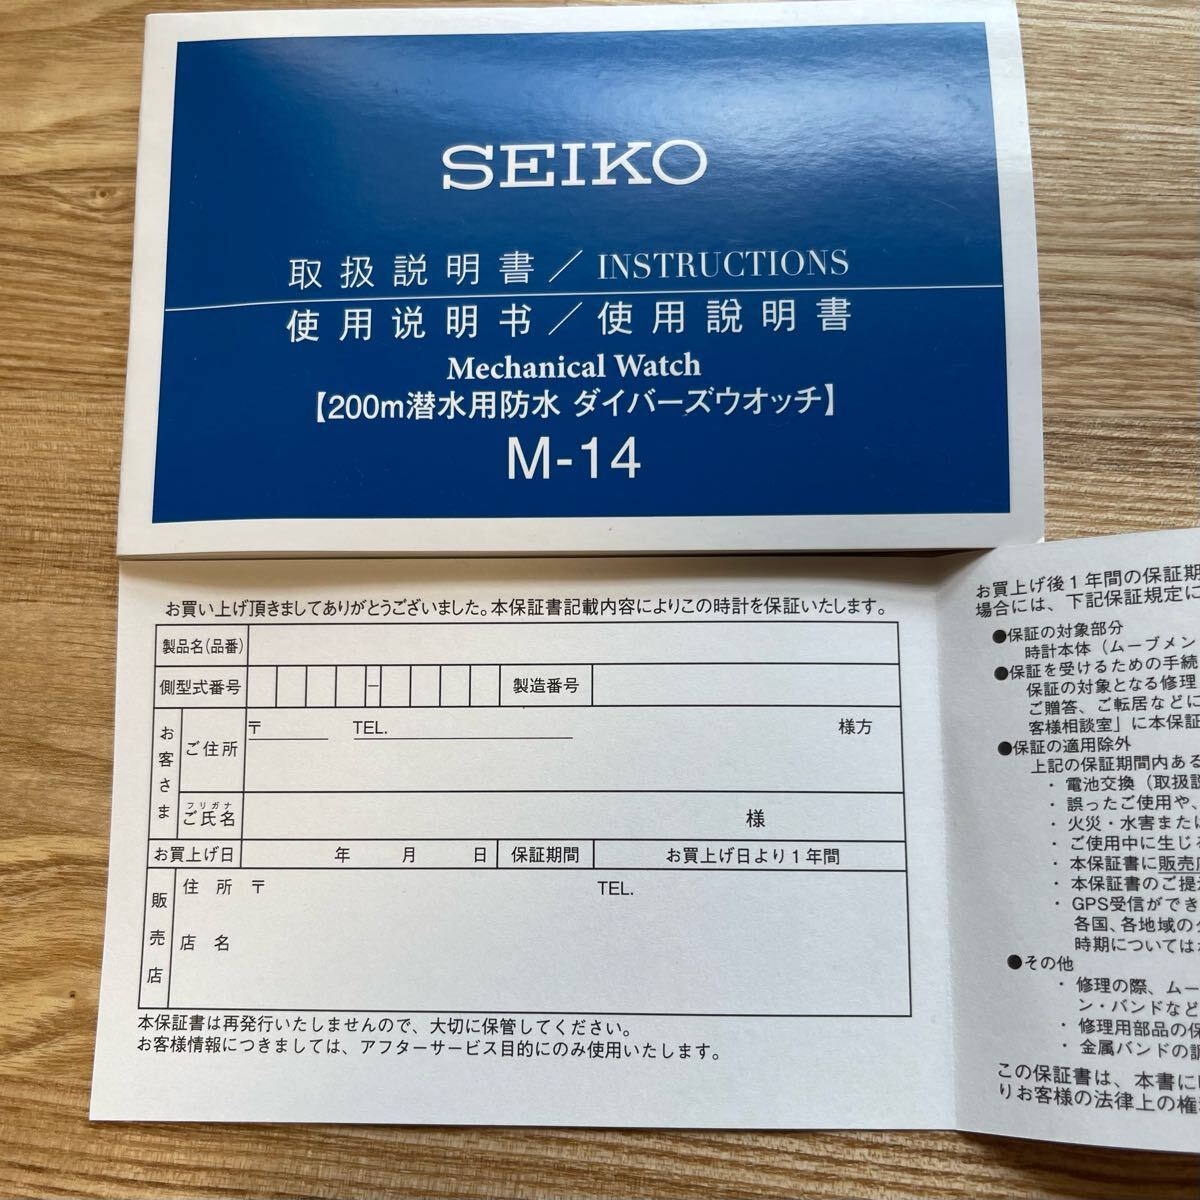 SEIKO
取扱説明書／INSTRUCTIONS
使用说明书／使用說明書
Mechanical Watch
【200m潜水用防水 ダイバーズウオッチ】
M-14
お買い上げ頂きましてありがとうございました。本保証書記載内容によりこの時計を保証いたします。
製品名(品番)
側型式番号 － 製造番号
お客さま
ご住所 〒 TEL. 様方
フリガナ
ご氏名 様
お買上げ日 年 月 日 保証期間 お買上げ日より1年間
販売店
住所 〒 TEL.
店名
本保証書は再発行いたしませんので、大切に保管してください。
お客様情報につきましては、アフターサービス目的にのみ使用いたします。
お買上げ後1年間の保証期
場合には、下記保証規定に
●保証の対象部分
時計本体（ムーブメン
●保証を受けるための手続
保証の対象となる修理
ご贈答、ご転居などに
客様相談室」に本保証
●保証の適用除外
上記の保証期間内ある
・電池交換（取扱説
・誤ったご使用や、
・火災・水害また
・ご使用中に生じ
・本保証書に販売
・本保証書のご提
・GPS受信ができ
各国、各地域の
時期については
●その他
・修理の際、ムー
ン・バンドなど
・修理用部品の保
・金属バンドの調
この保証書は、本書に
りお客様の法律上の権